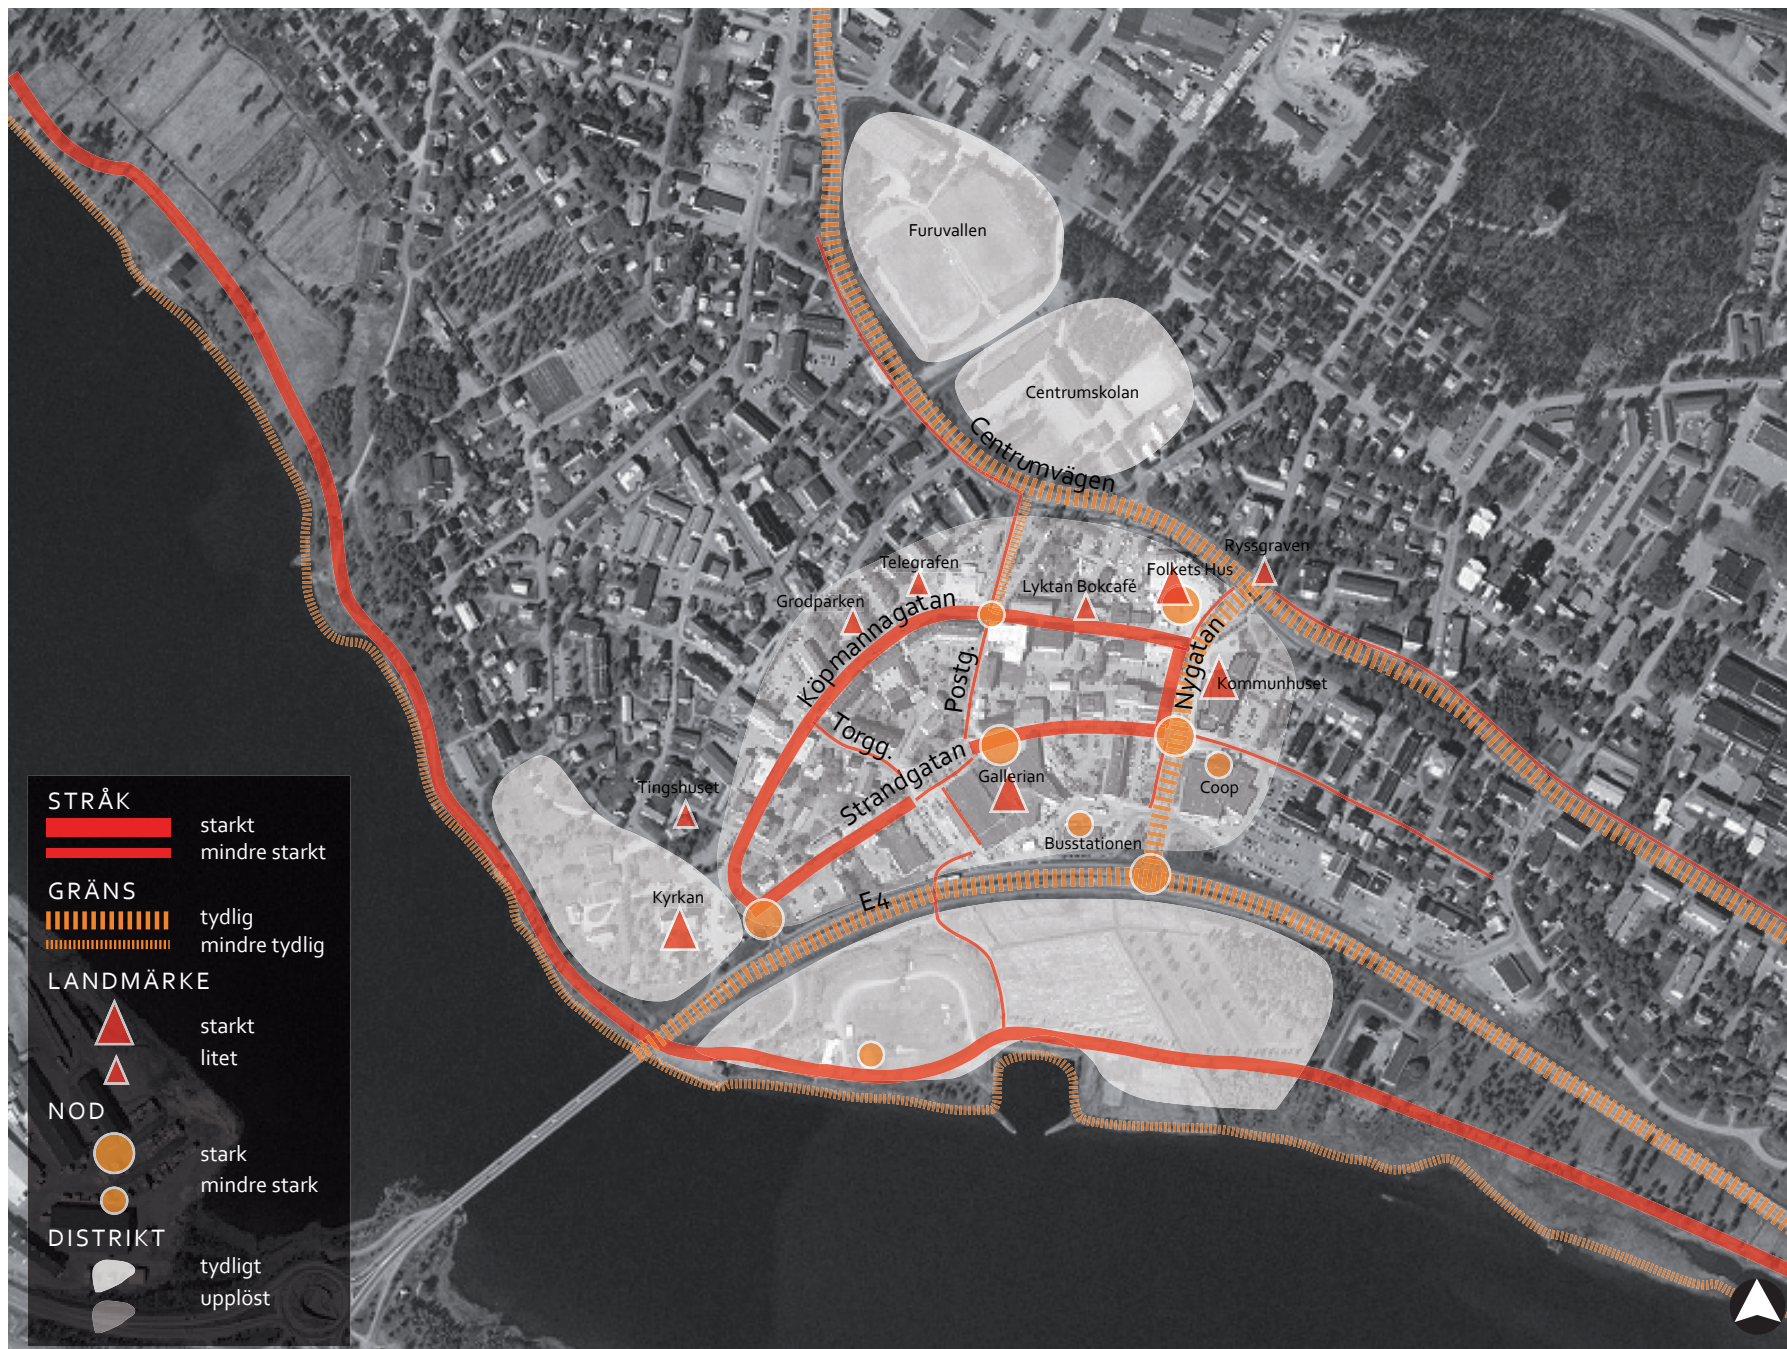 Furuvallen
Centrumskolan
Centrumvägen
Ryssgraven
Telegrafen
Folkets Hus
Lyktan Bokcafé
Grodparken
Köpmannagatan
Nygatan
Postg.
Kommunhuset
Torgg.
Strandgatan
Gallerian
Tingshuset
Coop
Busstationen
Kyrkan
E4
STRÅK
starkt
mindre starkt
GRÄNS
tydlig
mindre tydlig
LANDMÄRKE
starkt
litet
NOD
stark
mindre stark
DISTRIKT
tydligt
upplöst